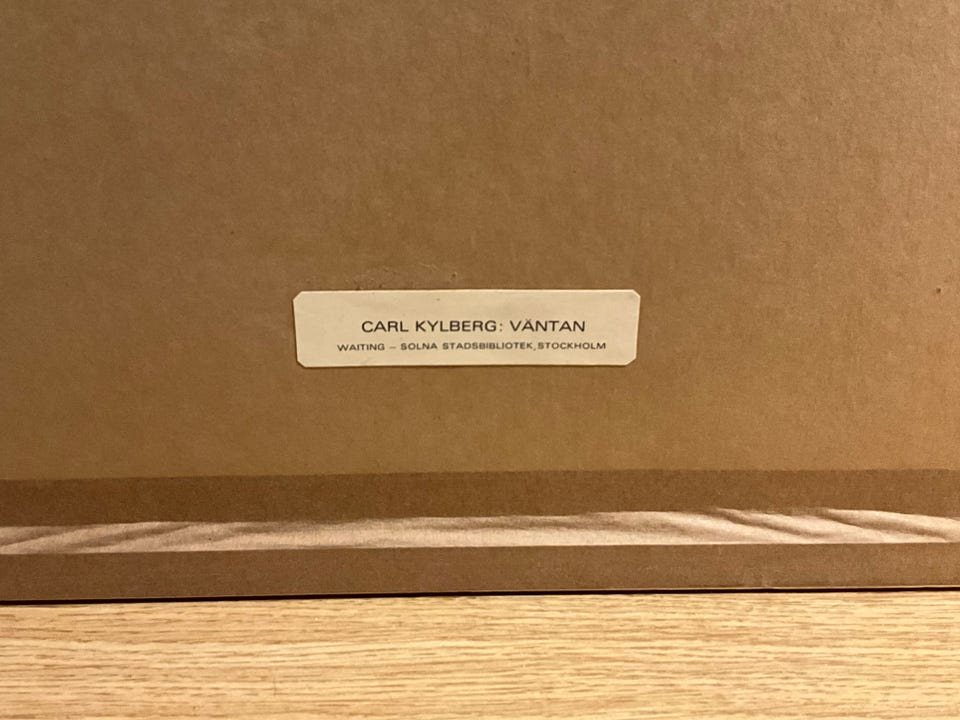 CARL KYLBERG: VÄNTAN
WAITING – SOLNA STADSBIBLIOTEK, STOCKHOLM